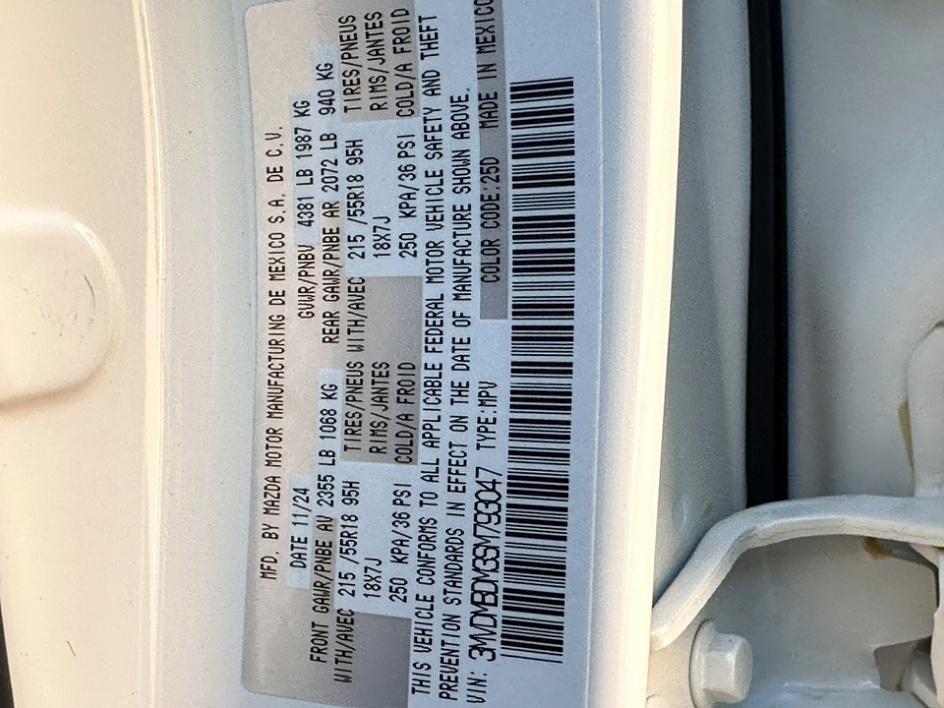 MFD. BY MAZDA MOTOR MANUFACTURING DE MEXICO S.A. DE C.V.
DATE 11/24 GVWR/PNBV 4381 LB 1987 KG
FRONT GAWR/PNBE AV 2355 LB 1068 KG REAR GAWR/PNBE AR 2072 LB 940 KG
WITH/AVEC 215 /55R18 95H TIRES/PNEUS WITH/AVEC 215 /55R18 95H TIRES/PNEUS
18X7J RIMS/JANTES 18X7J RIMS/JANTES
250 KPA/36 PSI COLD/A FROID 250 KPA/36 PSI COLD/A FROID
THIS VEHICLE CONFORMS TO ALL APPLICABLE FEDERAL MOTOR VEHICLE SAFETY AND THEFT
PREVENTION STANDARDS IN EFFECT ON THE DATE OF MANUFACTURE SHOWN ABOVE.
VIN: 3MVDMBDM3SM793047 TYPE:MPV COLOR CODE:25D MADE IN MEXICO